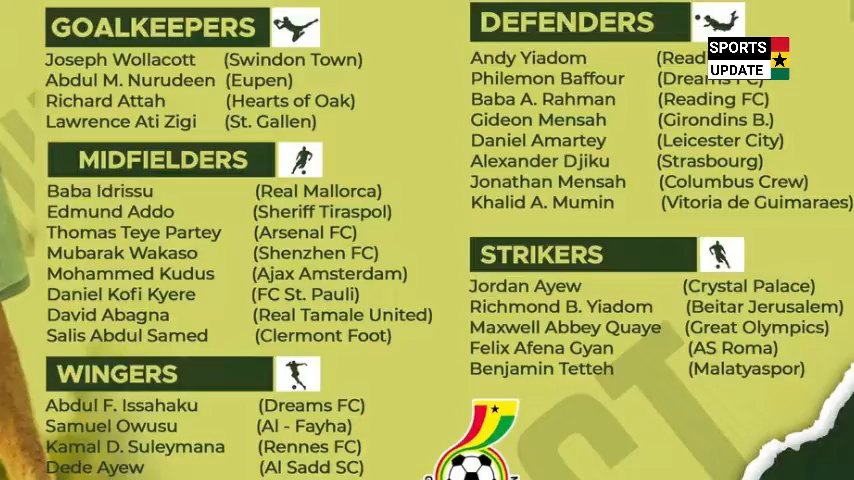 GOALKEEPERS
Joseph Wollacott (Swindon Town)
Abdul M. Nurudeen (Eupen)
Richard Attah (Hearts of Oak)
Lawrence Ati Zigi (St. Gallen)
MIDFIELDERS
Baba Idrissu (Real Mallorca)
Edmund Addo (Sheriff Tiraspol)
Thomas Teye Partey (Arsenal FC)
Mubarak Wakaso (Shenzhen FC)
Mohammed Kudus (Ajax Amsterdam)
Daniel Kofi Kyere (FC St. Pauli)
David Abagna (Real Tamale United)
Salis Abdul Samed (Clermont Foot)
WINGERS
Abdul F. Issahaku (Dreams FC)
Samuel Owusu (Al - Fayha)
Kamal D. Suleymana (Rennes FC)
Dede Ayew (Al Sadd SC)
DEFENDERS
Andy Yiadom (Read
Philemon Baffour (Dreams FC)
Baba A. Rahman (Reading FC)
Gideon Mensah (Girondins B.)
Daniel Amartey (Leicester City)
Alexander Djiku (Strasbourg)
Jonathan Mensah (Columbus Crew)
Khalid A. Mumin (Vitoria de Guimaraes)
STRIKERS
Jordan Ayew (Crystal Palace)
Richmond B. Yiadom (Beitar Jerusalem)
Maxwell Abbey Quaye (Great Olympics)
Felix Afena Gyan (AS Roma)
Benjamin Tetteh (Malatyaspor)
SPORTS
UPDATE